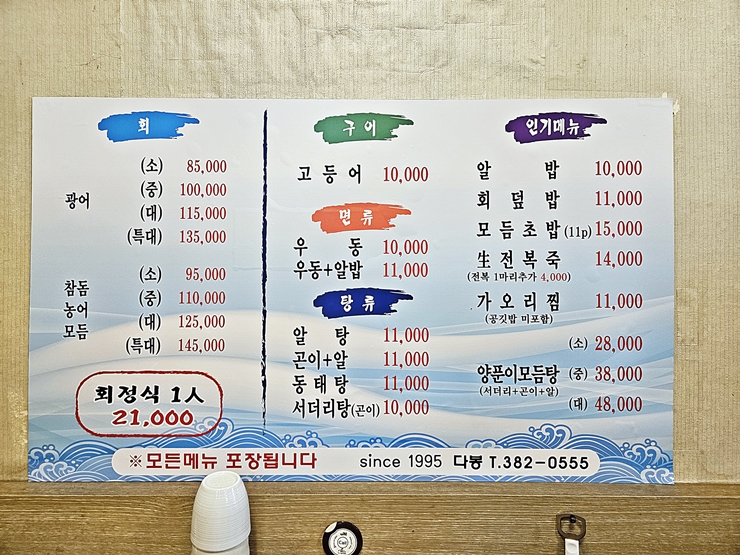 회
광어
(소) 85,000
(중) 100,000
(대) 115,000
(특대) 135,000
참돔
농어
모듬
(소) 95,000
(중) 110,000
(대) 125,000
(특대) 145,000
회정식 1人
21,000
구 이
고 등 어 10,000
면 류
우 동 10,000
우동+알밥 11,000
탕 류
알 탕 11,000
곤이+알 11,000
동 태 탕 11,000
서더리탕(곤이) 10,000
인기메뉴
알 밥 10,000
회 덮 밥 11,000
모 듬 초 밥 (11p) 15,000
生 전 복 죽 14,000
(전복 1마리추가 4,000)
가 오 리 찜 11,000
(공깃밥 미포함)
양푼이모듬탕
(서더리+곤이+알)
(소) 28,000
(중) 38,000
(대) 48,000
※모든메뉴 포장됩니다 since 1995 다봉 T.382-0555